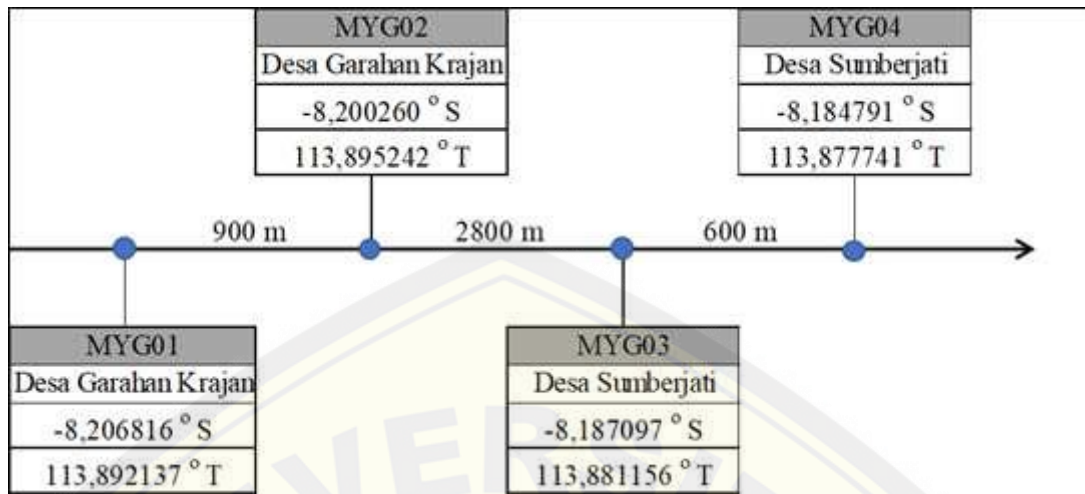 MYG02
Desa Garahan Krajan
-8,200260 ° S
113,895242 ° T
MYG04
Desa Sumberjati
-8,184791 ° S
113,877741 ° T
900 m
2800 m
600 m
MYG01
Desa Garahan Krajan
-8,206816 ° S
113,892137 ° T
MYG03
Desa Sumberjati
-8,187097 ° S
113,881156 ° T
VERS